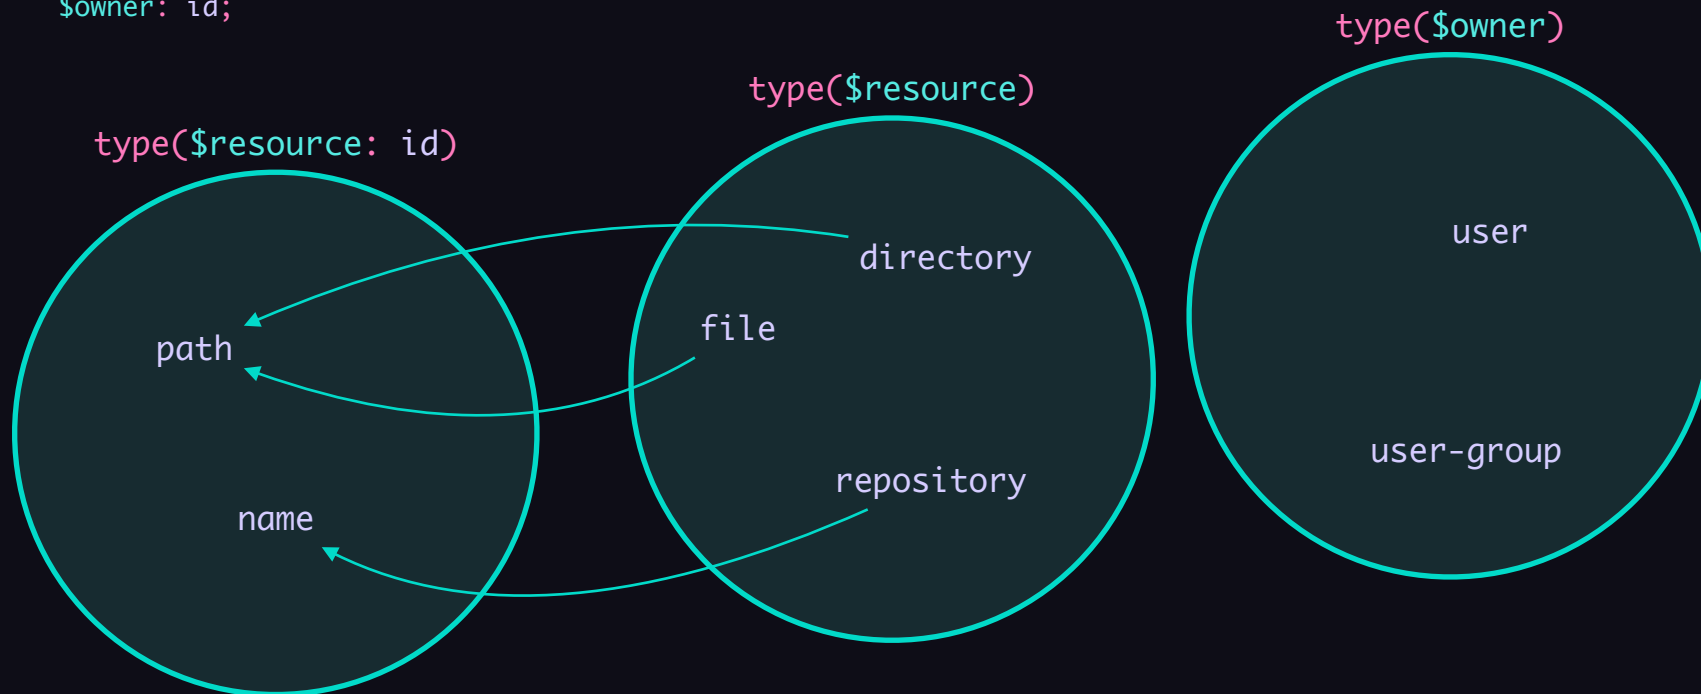 $owner: id;
type($owner)
type($resource)
type($resource: id)
user
directory
file
path
user-group
repository
name